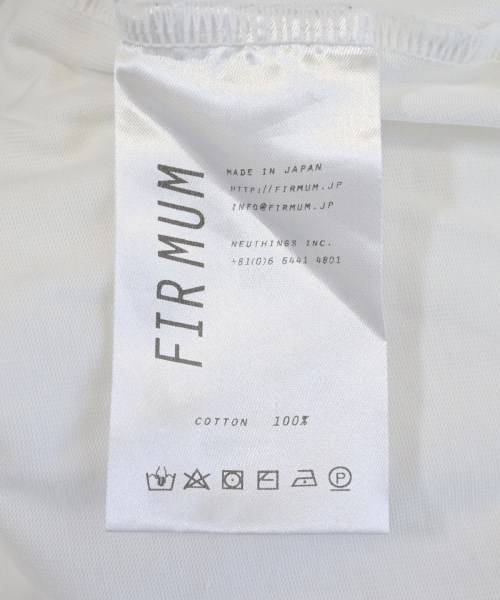 FIRMUM
MADE IN JAPAN
HTTP://FIRMUM.JP
INFO@FIRMUM.JP
NEUTHINGS INC.
+81(0)6 6441 4801
COTTON 100%
P